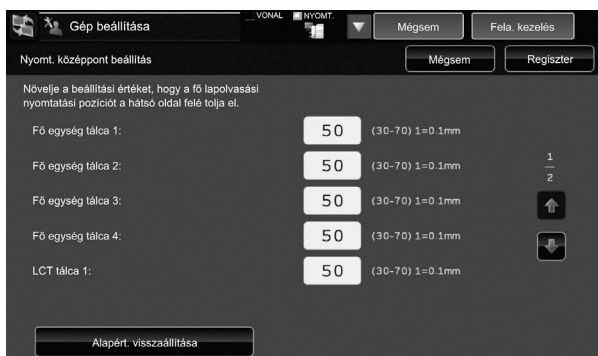 Gép beállítása
VONAL
NYOMT.
Mégsem
Fela. kezelés
Nyomt. középpont beállítás
Mégsem
Regiszter
Növelje a beállítási értéket, hogy a fő lapolvasási
nyomtatási pozíciót a hátsó oldal felé tolja el.
Fő egység tálca 1: 50 (30-70) 1=0.1mm
Fő egység tálca 2: 50 (30-70) 1=0.1mm
Fő egység tálca 3: 50 (30-70) 1=0.1mm
Fő egység tálca 4: 50 (30-70) 1=0.1mm
LCT tálca 1: 50 (30-70) 1=0.1mm
1
2
Alapért. visszaállítása